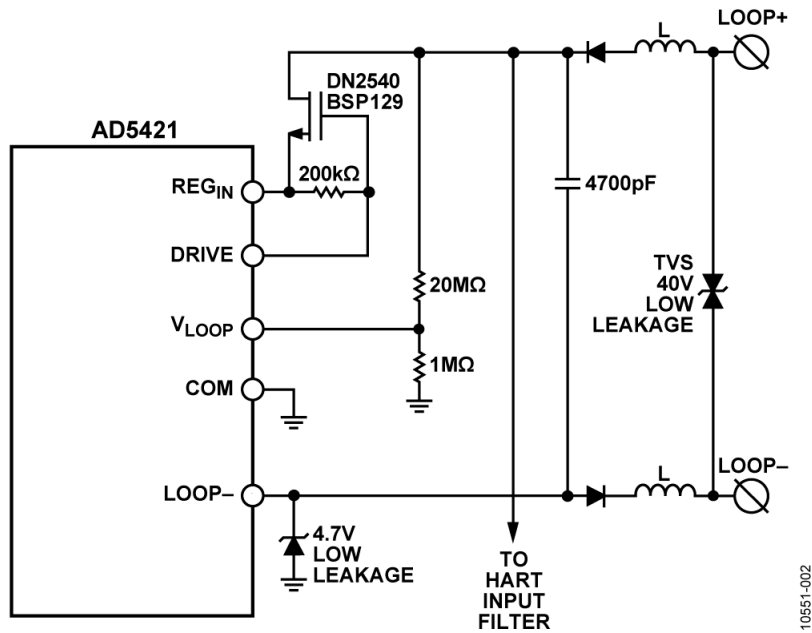 LOOP+
L
DN2540
BSP129
AD5421
200kΩ
REGIN
4700pF
DRIVE
TVS
40V
LOW
LEAKAGE
20MΩ
VLOOP
1MΩ
COM
LOOP–
L
LOOP–
4.7V
LOW
LEAKAGE
TO
HART
INPUT
FILTER
10551-002